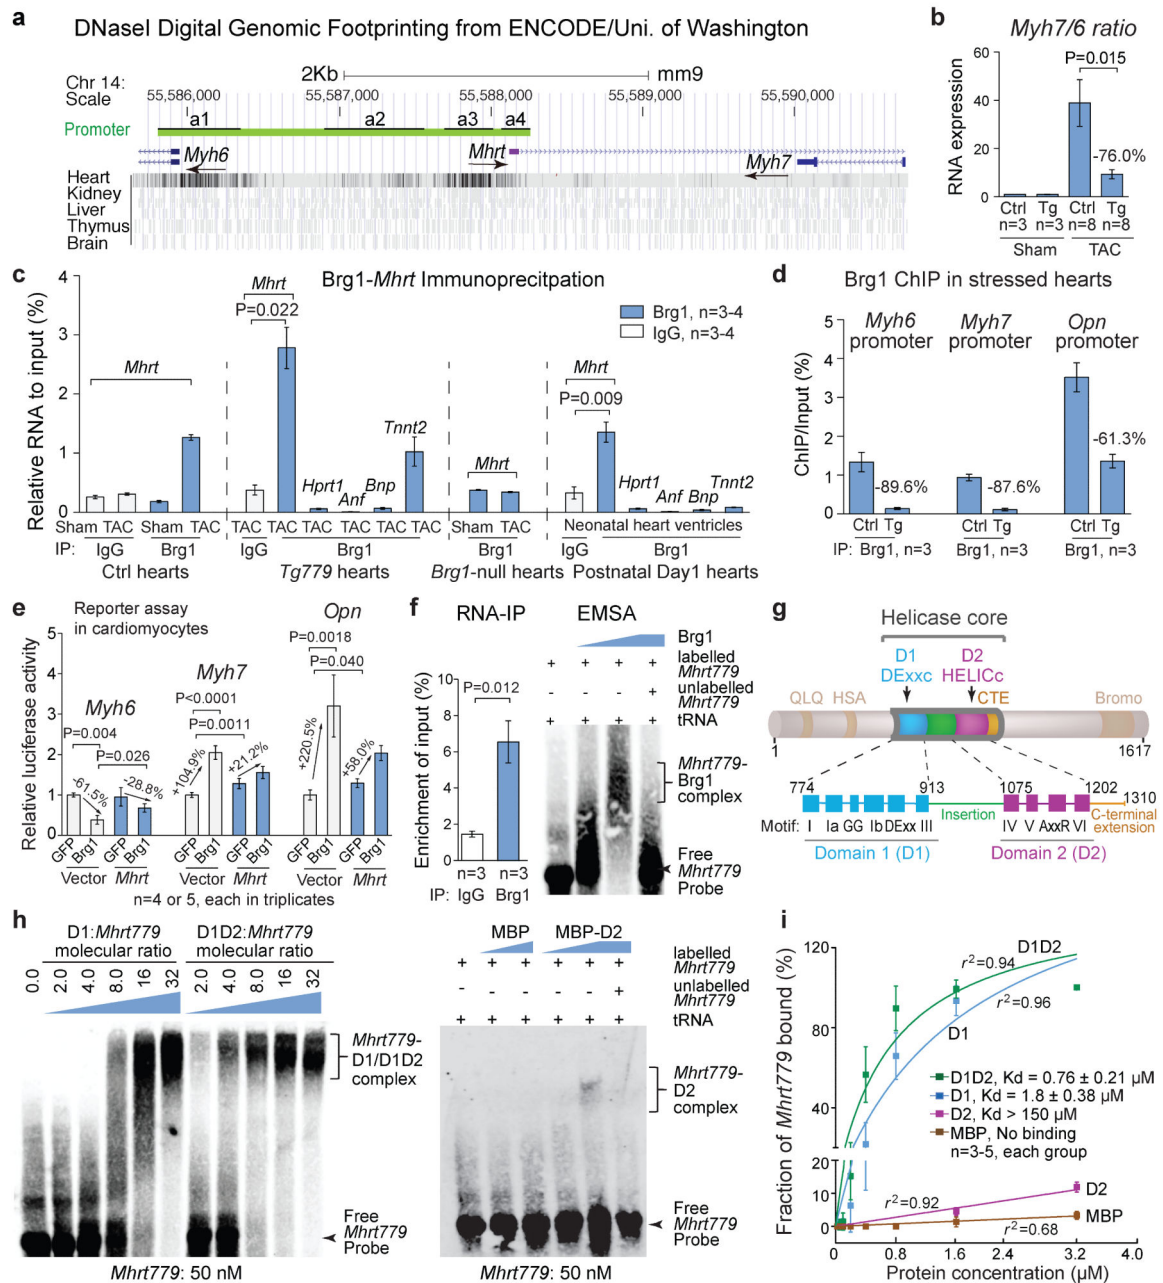 a
DNaseI Digital Genomic Footprinting from ENCODE/Uni. of Washington
Chr 14:
Scale
2Kb
mm9
55,586,000
55,587,000
55,588,000
55,589,000
55,590,000
Promoter
a1
a2
a3
a4
Myh6
Mhrt
Myh7
Heart
Kidney
Liver
Thymus
Brain
b
Myh7/6 ratio
RNA expression
60
40
20
0
P=0.015
-76.0%
Ctrl Tg Ctrl Tg
n=3 n=3 n=8 n=8
Sham TAC
c
Brg1-Mhrt Immunoprecitpation
Relative RNA to input (%)
4
3
2
1
0
Brg1, n=3-4
IgG, n=3-4
Mhrt
Mhrt
P=0.022
Hprt1
Anf
Bnp
Tnnt2
Mhrt
Mhrt
P=0.009
Hprt1
Anf
Bnp
Tnnt2
Sham TAC Sham TAC
TAC TAC TAC TAC TAC TAC
Sham TAC
Neonatal heart ventricles
IP: IgG Brg1 IgG Brg1 Brg1 IgG Brg1
Ctrl hearts Tg779 hearts Brg1-null hearts Postnatal Day1 hearts
d
Brg1 ChIP in stressed hearts
ChIP/Input (%)
5
4
3
2
1
0
Myh6
promoter
Myh7
promoter
Opn
promoter
-89.6%
-87.6%
-61.3%
Ctrl Tg Ctrl Tg Ctrl Tg
IP: Brg1, n=3 Brg1, n=3 Brg1, n=3
e
Reporter assay
in cardiomyocytes
Relative luciferase activity
5
4
3
2
1
0
Myh6
P=0.004
P=0.026
-61.5%
-28.8%
Myh7
P<0.0001
P=0.0011
+104.9%
+21.2%
Opn
P=0.0018
P=0.040
+220.5%
+58.0%
GFP Brg1 GFP Brg1 GFP Brg1 GFP Brg1 GFP Brg1 GFP Brg1
Vector Mhrt Vector Mhrt Vector Mhrt
n=4 or 5, each in triplicates
f
RNA-IP
Enrichment of input (%)
10
8
6
4
2
0
P=0.012
n=3 n=3
IP: IgG Brg1
EMSA
Brg1
+ + + + labelled
Mhrt779
- - - + unlabelled
Mhrt779
+ + + + tRNA
Mhrt779-
Brg1
complex
Free
Mhrt779
Probe
g
Helicase core
D1
DExxc
D2
HELICc
CTE
QLQ
HSA
Bromo
1
1617
774
913
1075
1202
1310
Motif: I Ia GG Ib DExx III
Insertion
IV V AxxR VI
C-terminal
extension
Domain 1 (D1)
Domain 2 (D2)
h
D1:Mhrt779
molecular ratio
D1D2:Mhrt779
molecular ratio
0.0 2.0 4.0 8.0 16 32 2.0 4.0 8.0 16 32
Mhrt779-
D1/D1D2
complex
Free
Mhrt779
Probe
Mhrt779: 50 nM
MBP
MBP-D2
labelled
Mhrt779
+ + + + + +
unlabelled
Mhrt779
- - - - - +
tRNA
+ + + + + +
Mhrt779-
D2
complex
Free
Mhrt779
Probe
Mhrt779: 50 nM
i
Fraction of Mhrt779 bound (%)
120
80
40
20
10
0
D1D2
r²=0.94
r²=0.96
D1
D1D2, Kd = 0.76 ± 0.21 µM
D1, Kd = 1.8 ± 0.38 µM
D2, Kd > 150 µM
MBP, No binding
n=3-5, each group
r²=0.92
D2
MBP
r²=0.68
0 0.8 1.6 2.4 3.2 4.0
Protein concentration (µM)